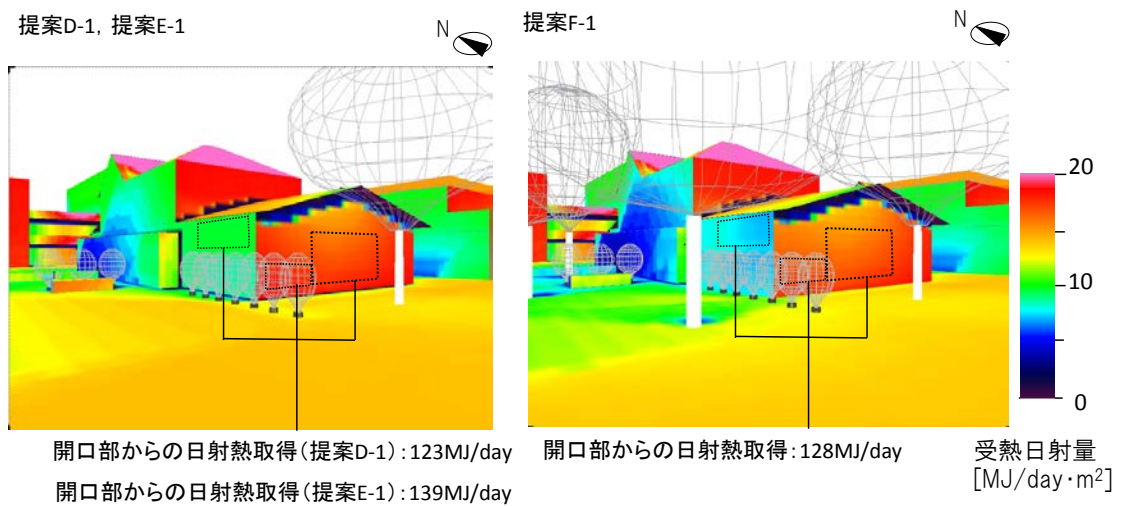 提案D-1, 提案E-1
N
提案F-1
N
20
10
0
開口部からの日射熱取得(提案D-1):123MJ/day
開口部からの日射熱取得:128MJ/day
受熱日射量
[MJ/day・m²]
開口部からの日射熱取得(提案E-1):139MJ/day